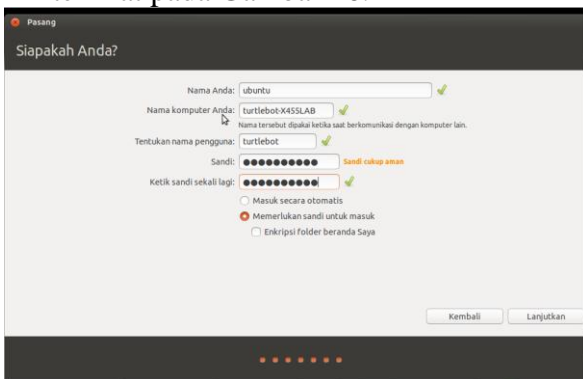 Pasang
Siapakah Anda?
Nama Anda: ubuntu
Nama komputer Anda: turtlebot-X455LAB
Nama tersebut dipakai ketika saat berkomunikasi dengan komputer lain.
Tentukan nama pengguna: turtlebot
Sandi: ●●●●●●●●●● Sandi cukup aman
Ketik sandi sekali lagi: ●●●●●●●●●●
Masuk secara otomatis
Memerlukan sandi untuk masuk
Enkripsi folder beranda Saya
Kembali Lanjutkan